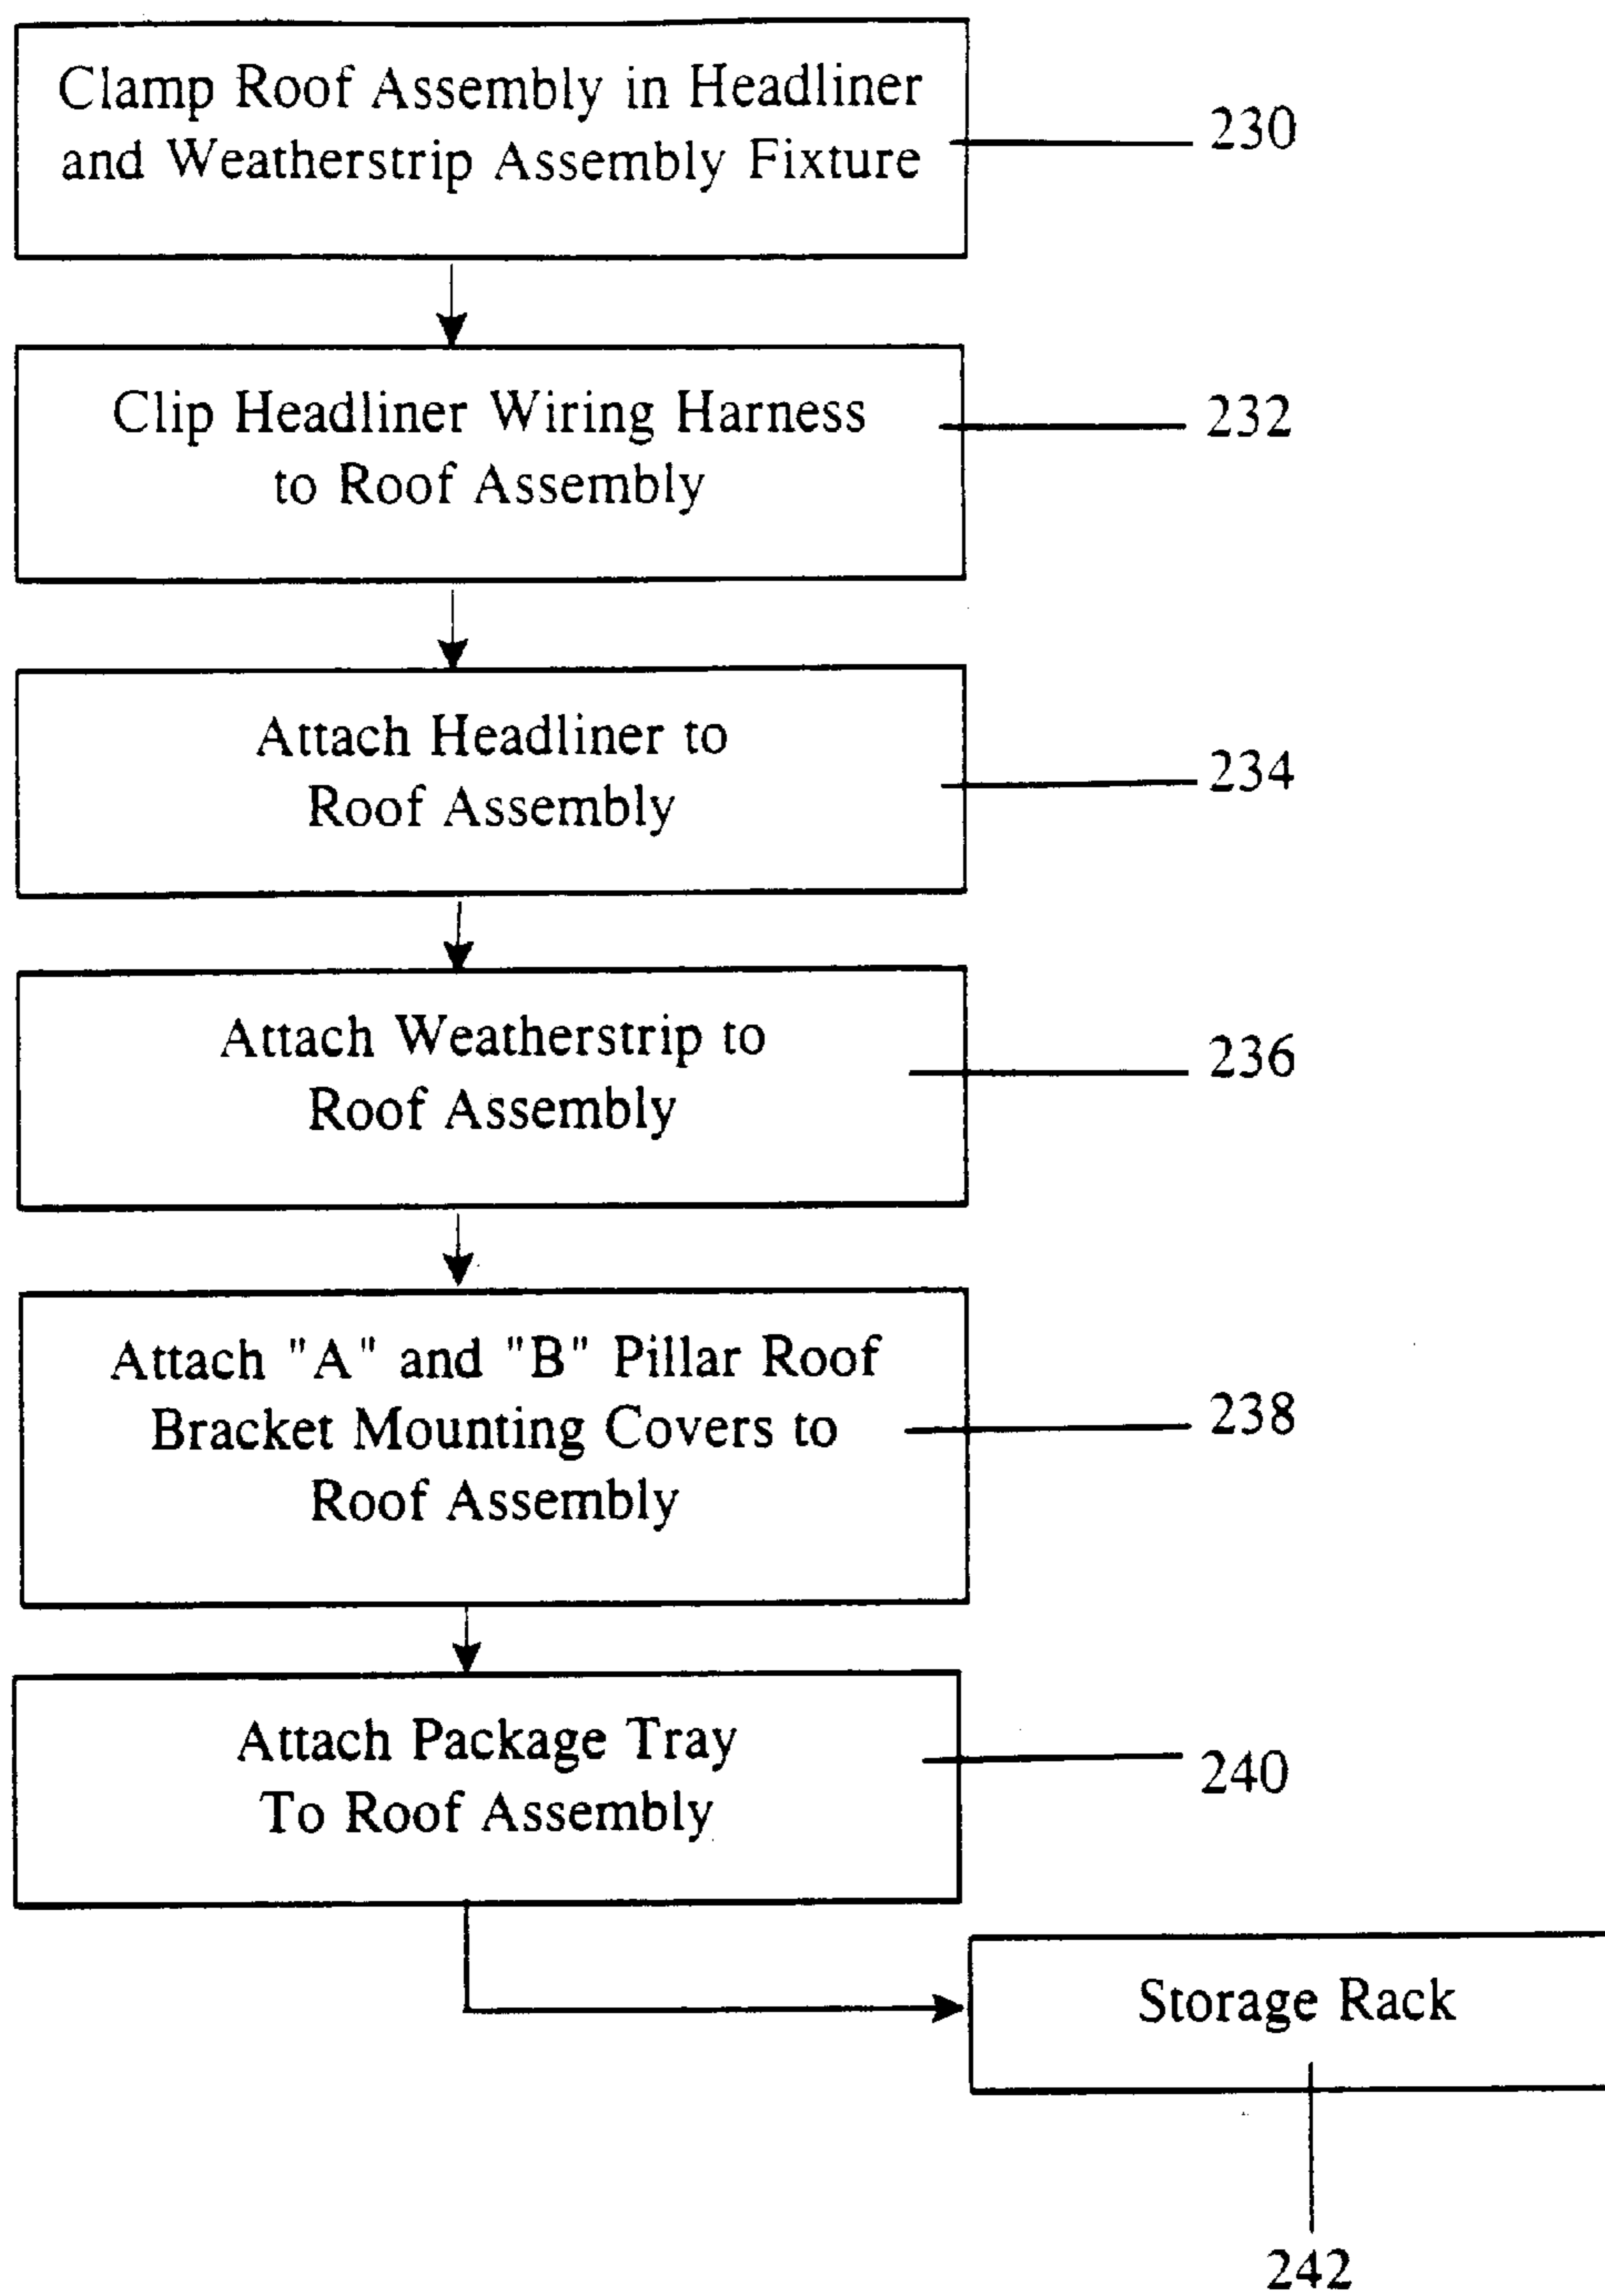 Clamp Roof Assembly in Headliner
and Weatherstrip Assembly Fixture
230
Clip Headliner Wiring Harness
to Roof Assembly
232
Attach Headliner to
Roof Assembly
234
Attach Weatherstrip to
Roof Assembly
236
Attach "A" and "B" Pillar Roof
Bracket Mounting Covers to
Roof Assembly
238
Attach Package Tray
To Roof Assembly
240
Storage Rack
242